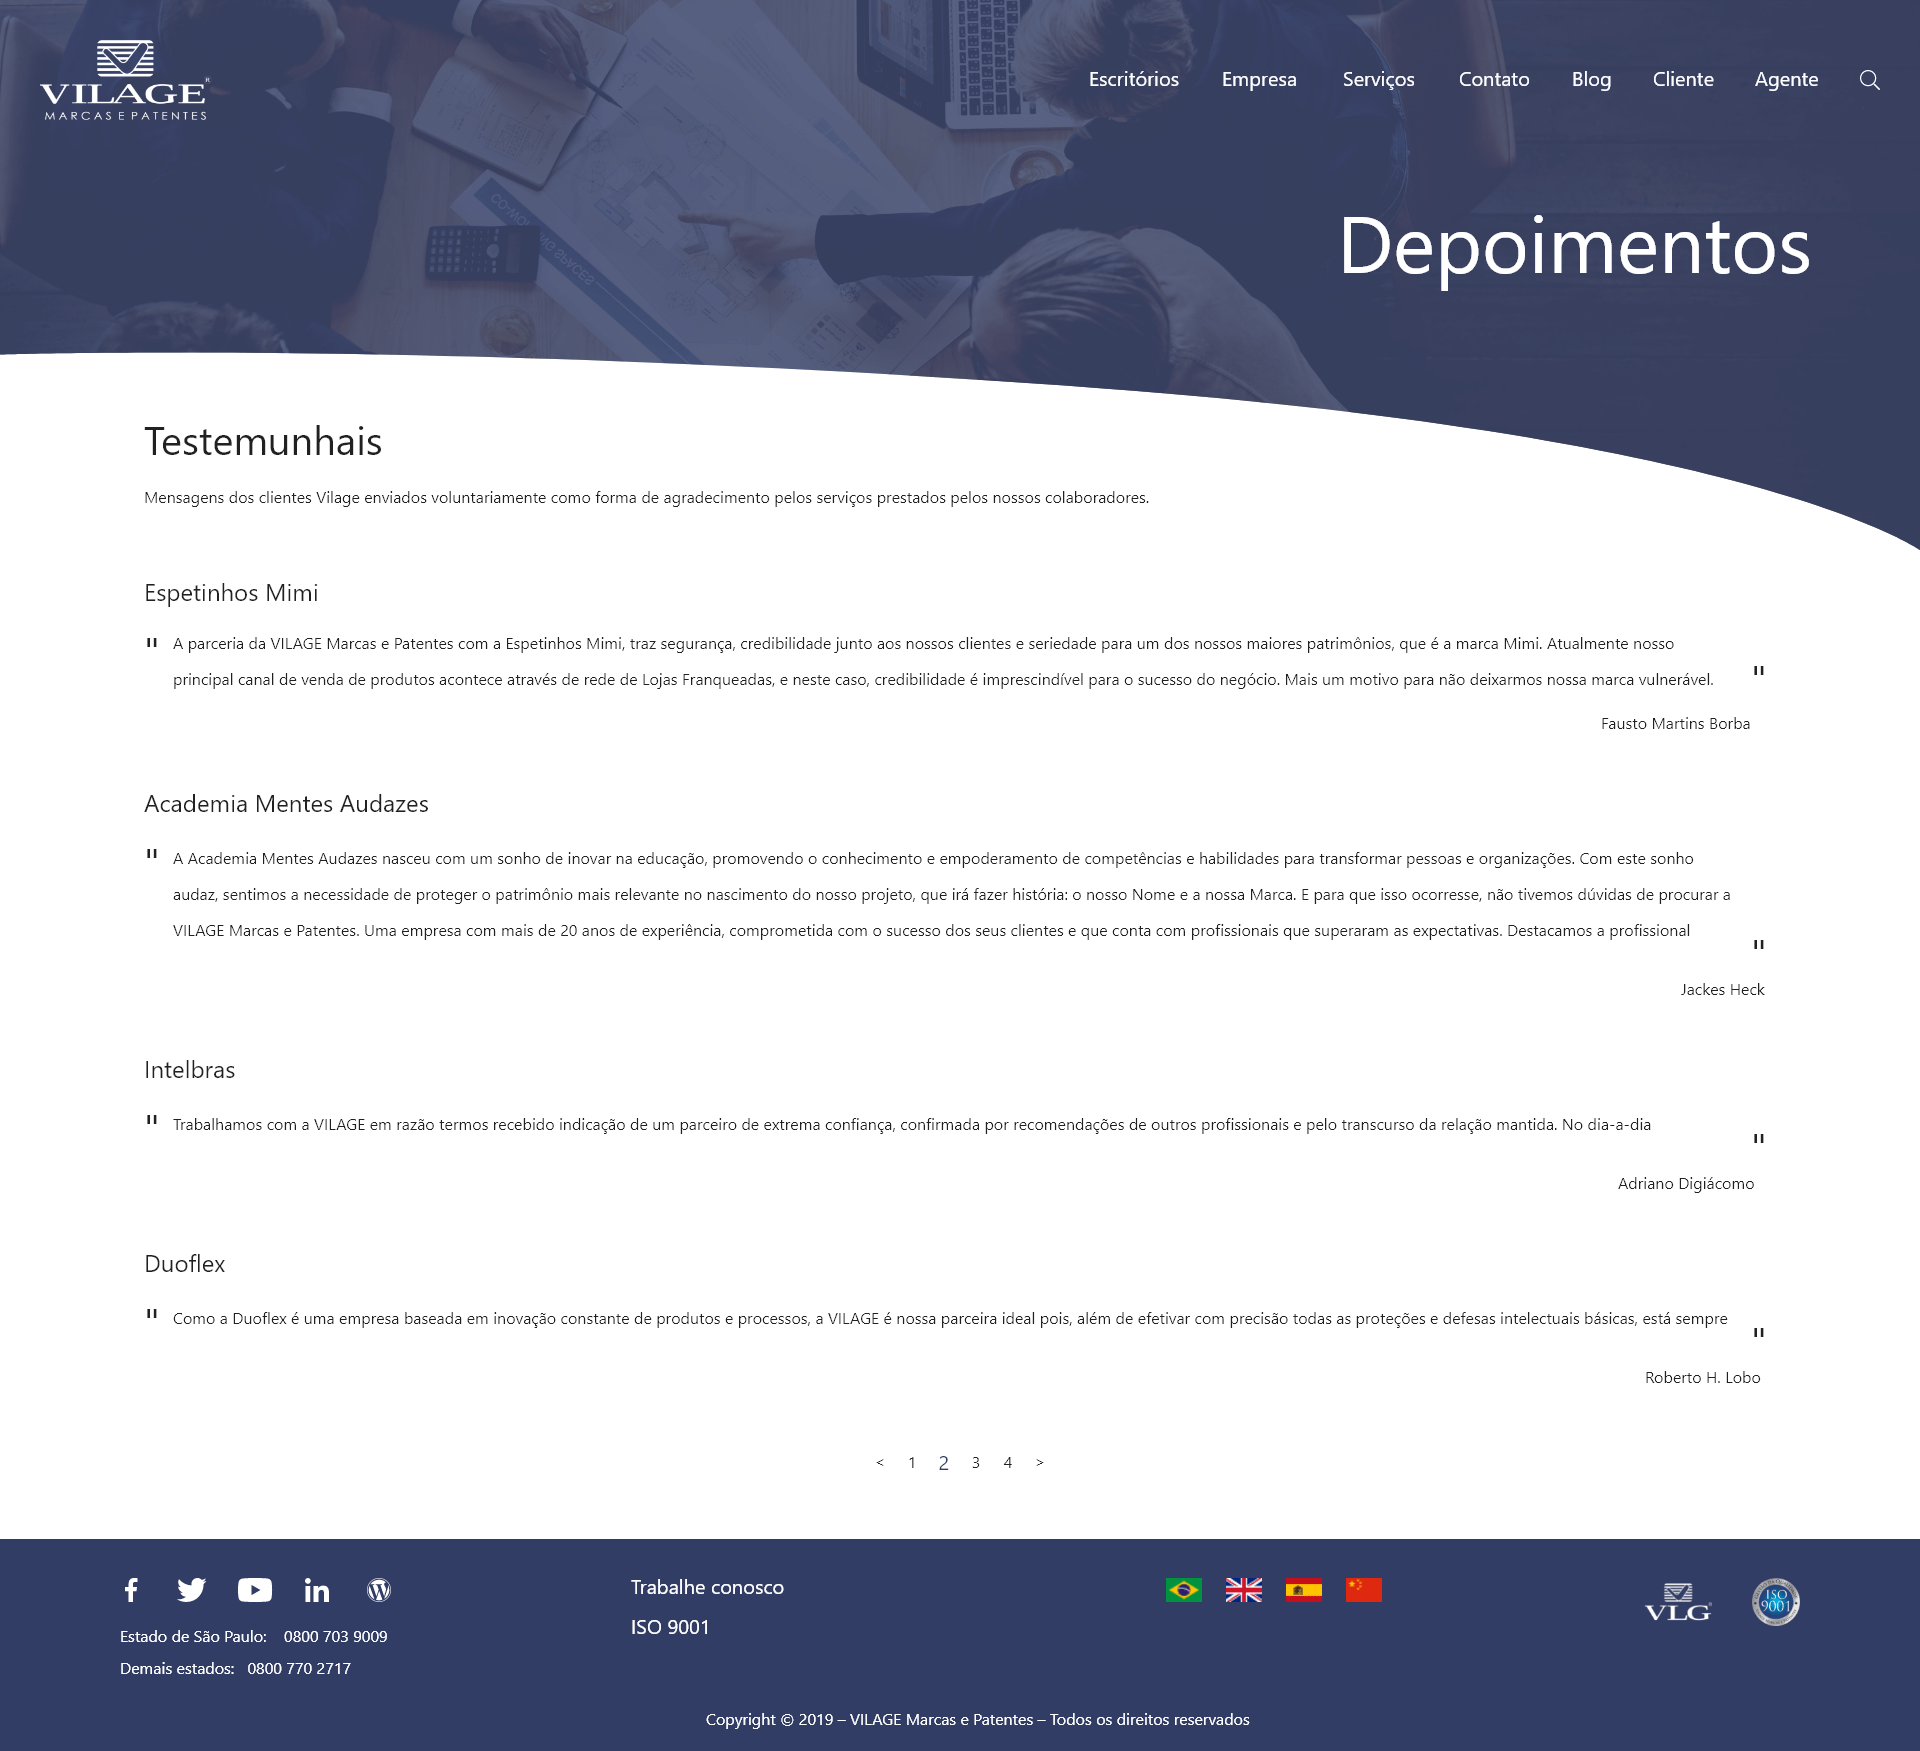 VILAGE®
MARCAS E PATENTES
Escritórios Empresa Serviços Contato Blog Cliente Agente
CO-WORKING SPACES
Depoimentos
Testemunhais
Mensagens dos clientes Vilage enviados voluntariamente como forma de agradecimento pelos serviços prestados pelos nossos colaboradores.
Espetinhos Mimi
" A parceria da VILAGE Marcas e Patentes com a Espetinhos Mimi, traz segurança, credibilidade junto aos nossos clientes e seriedade para um dos nossos maiores patrimônios, que é a marca Mimi. Atualmente nosso
principal canal de venda de produtos acontece através de rede de Lojas Franqueadas, e neste caso, credibilidade é imprescindível para o sucesso do negócio. Mais um motivo para não deixarmos nossa marca vulnerável. "
Fausto Martins Borba
Academia Mentes Audazes
" A Academia Mentes Audazes nasceu com um sonho de inovar na educação, promovendo o conhecimento e empoderamento de competências e habilidades para transformar pessoas e organizações. Com este sonho
audaz, sentimos a necessidade de proteger o patrimônio mais relevante no nascimento do nosso projeto, que irá fazer história: o nosso Nome e a nossa Marca. E para que isso ocorresse, não tivemos dúvidas de procurar a
VILAGE Marcas e Patentes. Uma empresa com mais de 20 anos de experiência, comprometida com o sucesso dos seus clientes e que conta com profissionais que superaram as expectativas. Destacamos a profissional "
Jackes Heck
Intelbras
" Trabalhamos com a VILAGE em razão termos recebido indicação de um parceiro de extrema confiança, confirmada por recomendações de outros profissionais e pelo transcurso da relação mantida. No dia-a-dia "
Adriano Digiácomo
Duoflex
" Como a Duoflex é uma empresa baseada em inovação constante de produtos e processos, a VILAGE é nossa parceira ideal pois, além de efetivar com precisão todas as proteções e defesas intelectuais básicas, está sempre "
Roberto H. Lobo
< 1 2 3 4 >
Trabalhe conosco
ISO 9001
VLG®
ISO
9001
Estado de São Paulo: 0800 703 9009
Demais estados: 0800 770 2717
Copyright © 2019 – VILAGE Marcas e Patentes – Todos os direitos reservados